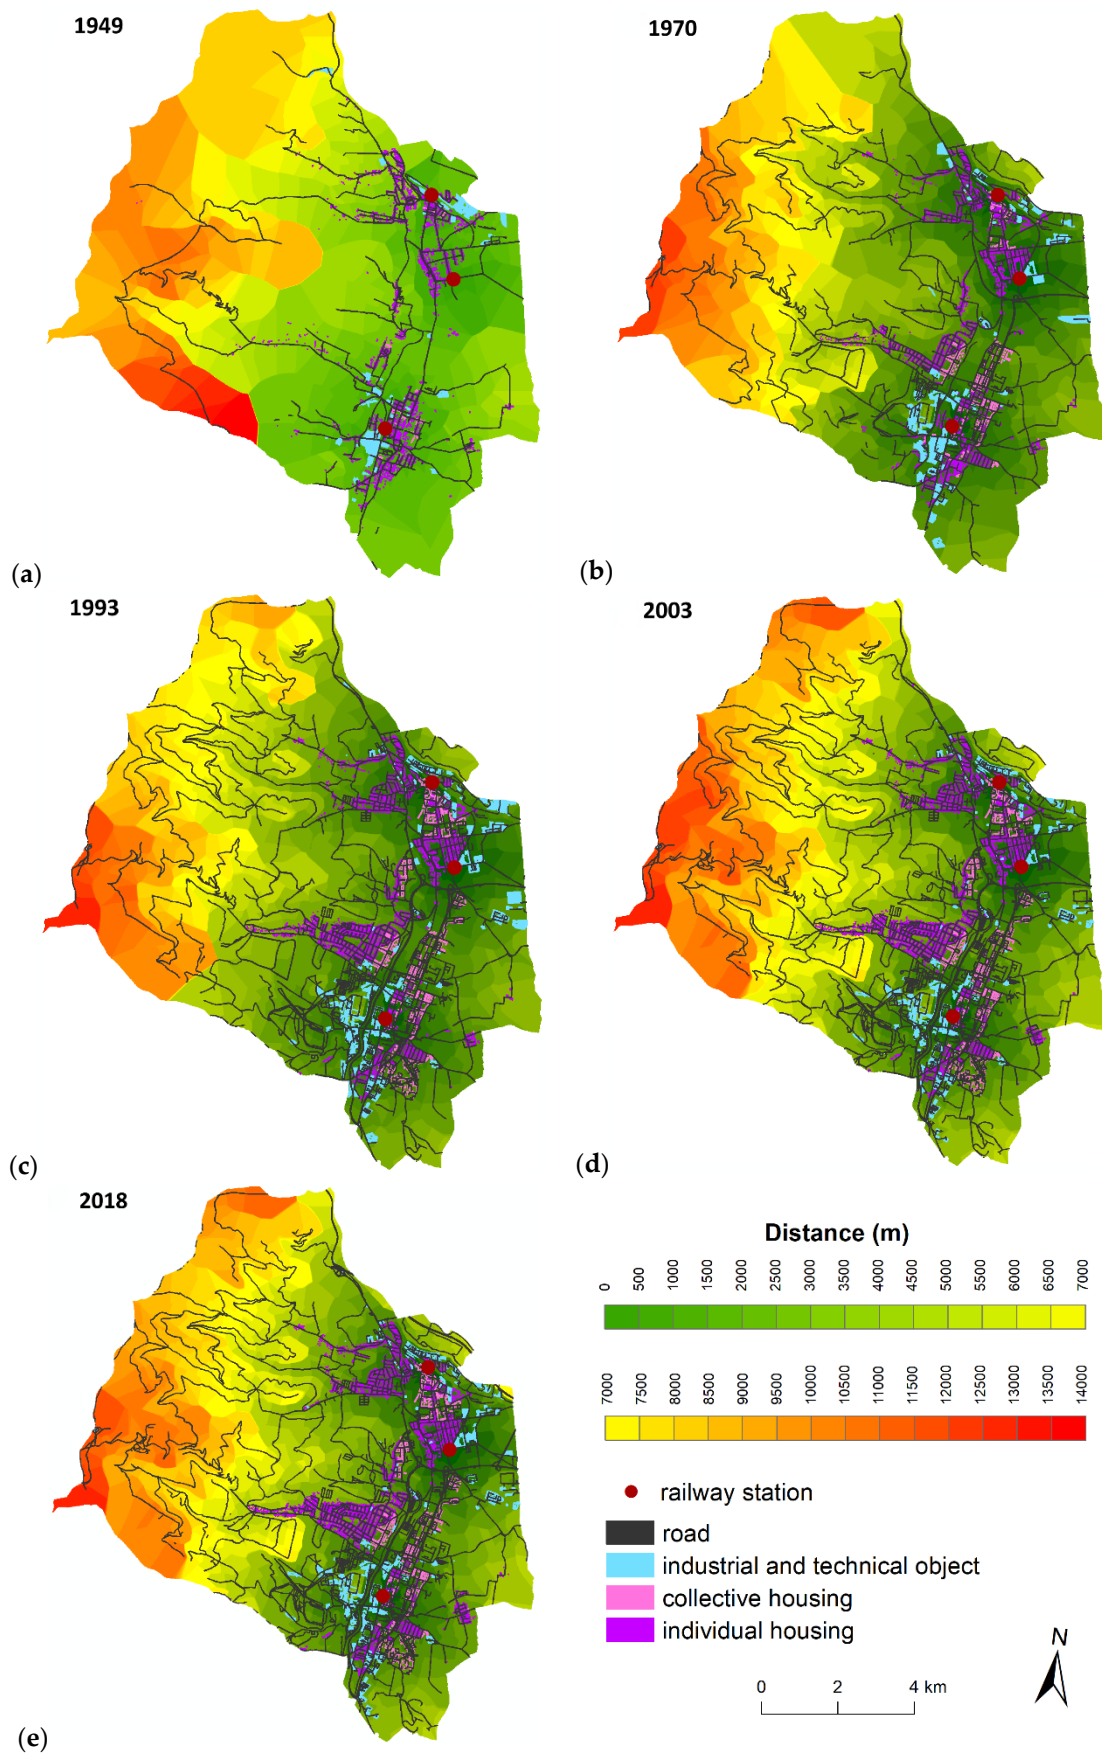 1949
1970
(a)
(b)
1993
2003
(c)
(d)
2018
Distance (m)
0 500 1000 1500 2000 2500 3000 3500 4000 4500 5000 5500 6000 6500 7000
7000 7500 8000 8500 9000 9500 10000 10500 11000 11500 12000 12500 13000 13500 14000
railway station
road
industrial and technical object
collective housing
individual housing
N
0 2 4 km
(e)